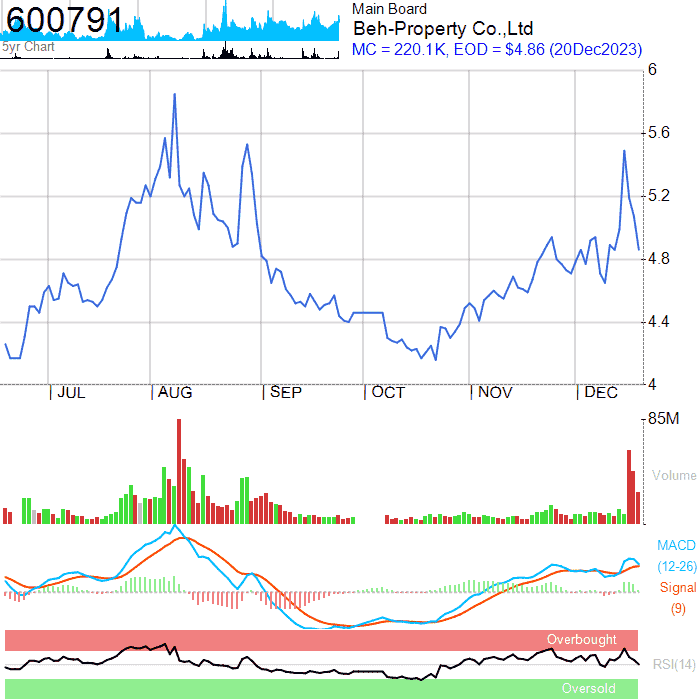 600791
5yr Chart
Main Board
Beh-Property Co.,Ltd
MC = 220.1K, EOD = $4.86 (20Dec2023)
6
5.6
5.2
4.8
4.4
4
JUL AUG SEP OCT NOV DEC
85M
Volume
MACD
(12-26)
Signal
(9)
Overbought
RSI(14)
Oversold